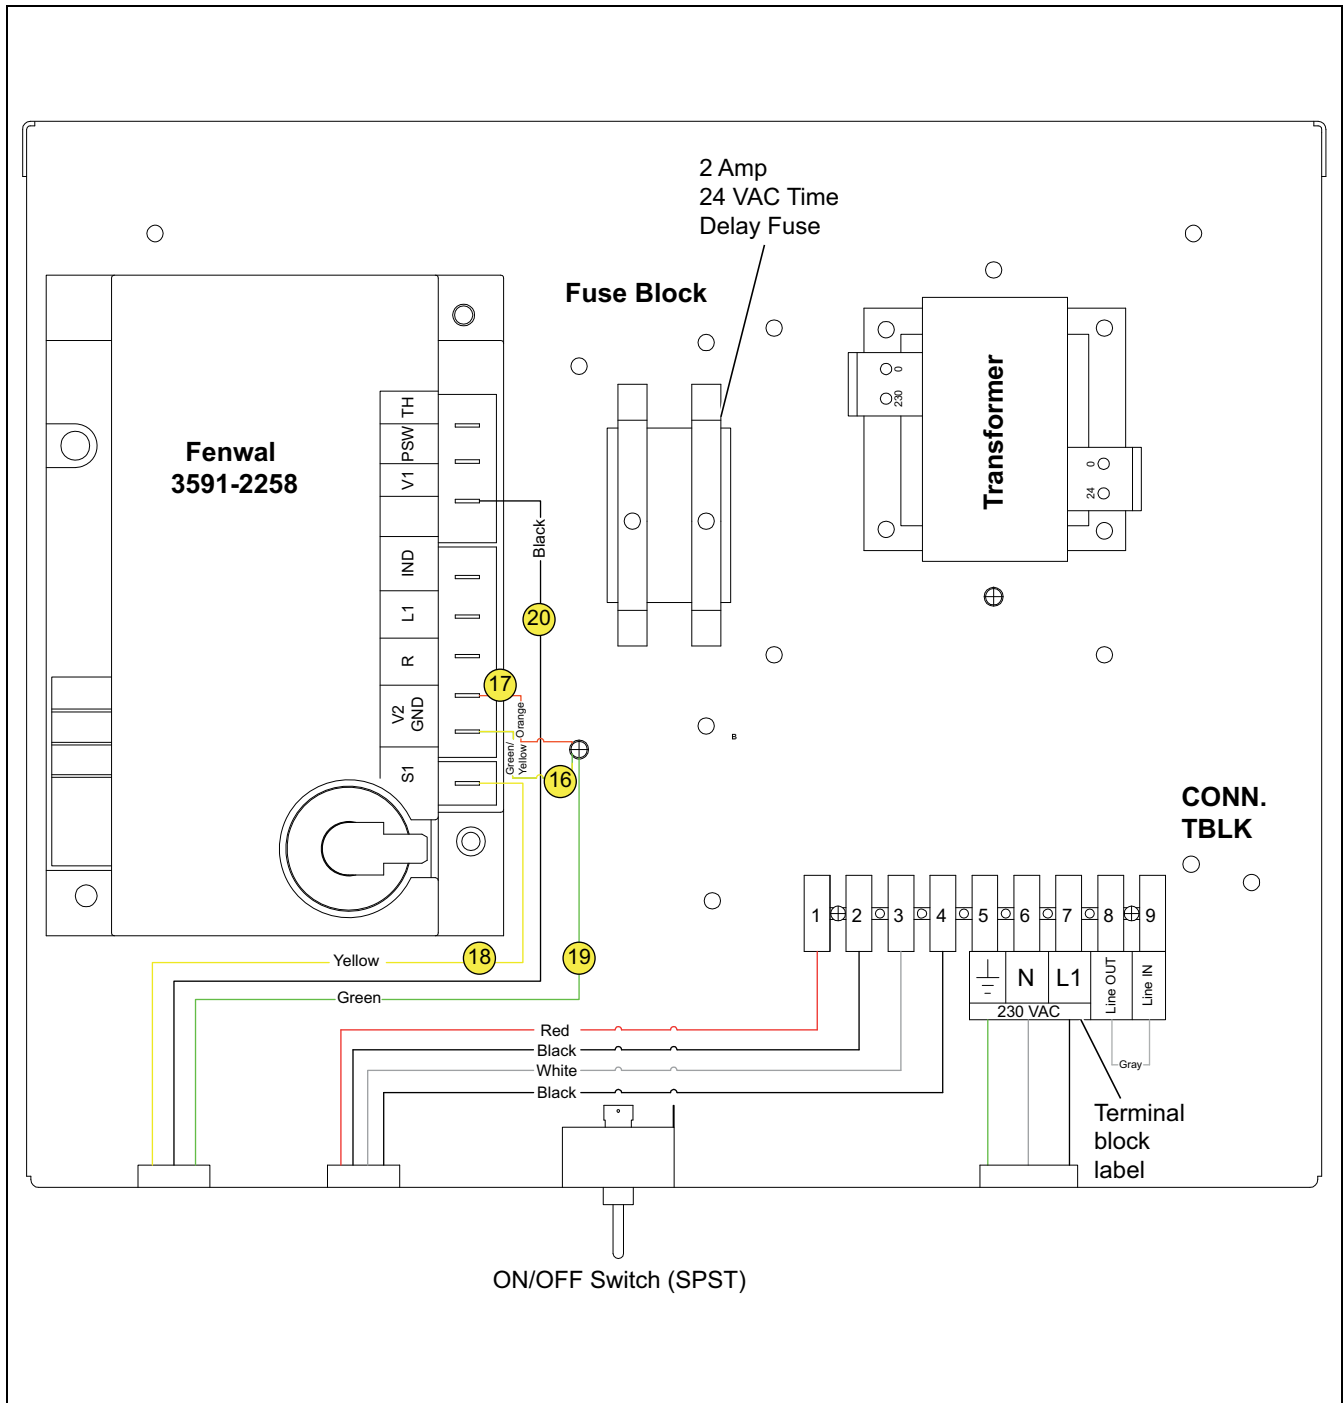 2 Amp
24 VAC Time
Delay Fuse
Fuse Block
Transformer
0
230
0
24
Fenwal
3591-2258
TH
PSW
V1
IND
L1
R
V2
GND
S1
Black
20
17
Orange
Green/
Yellow
16
B
CONN.
TBLK
1 2 3 4 5 6 7 8 9
N L1
Line OUT
Line IN
230 VAC
Gray
18
19
Yellow
Green
Red
Black
White
Black
Terminal
block
label
ON/OFF Switch (SPST)